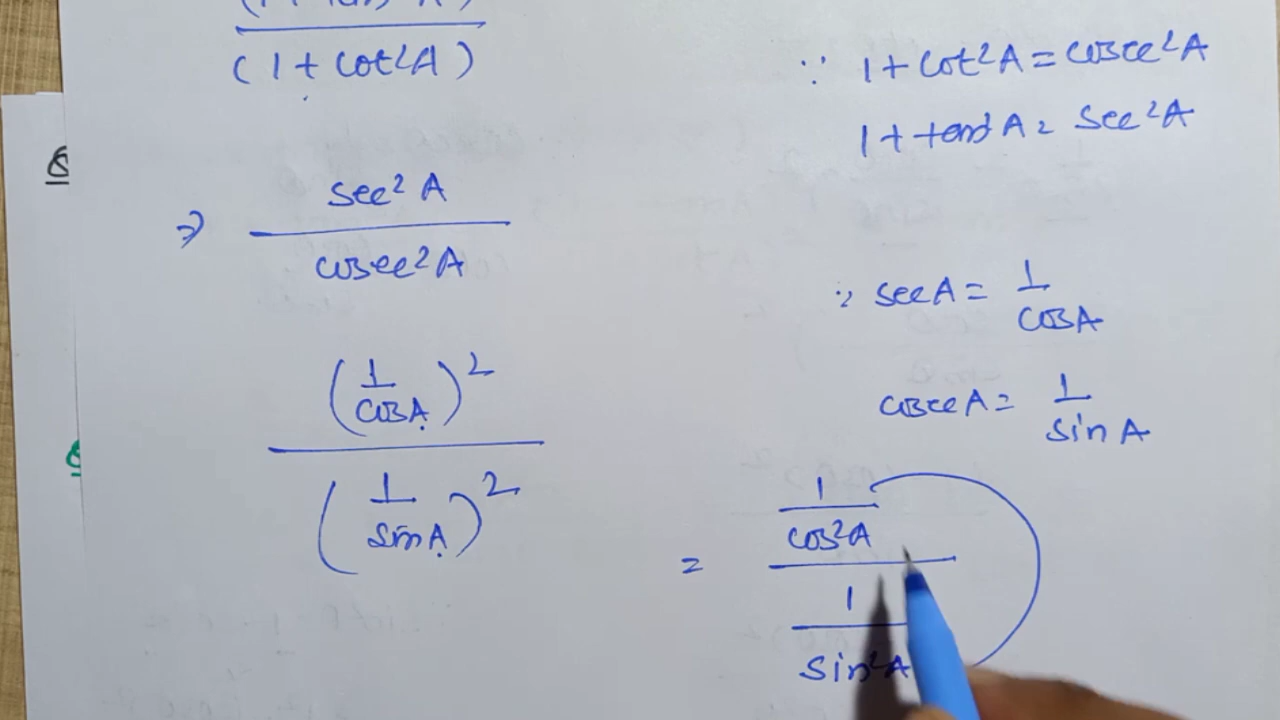 (1 + cot²A)
∵ 1 + cot²A = cosec²A
1 + tan²A = sec²A
⇒ sec²A
cosec²A
∵ secA = 1
cosA
cosecA = 1
sinA
(1
cosA)²
(1
sinA)²
= 1
cos²A
1
sin²A